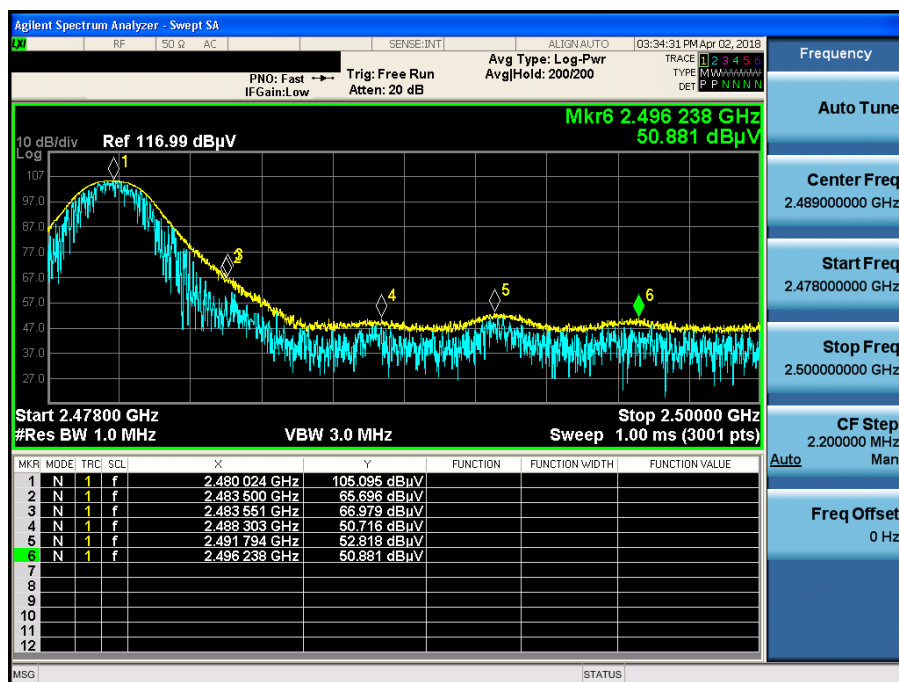 Agilent Spectrum Analyzer - Swept SA
LXI RF 50 Ω AC SENSE:INT ALIGN AUTO 03:34:31 PM Apr 02, 2018
Frequency
PNO: Fast
IFGain:Low
Trig: Free Run
Atten: 20 dB
Avg Type: Log-Pwr
Avg|Hold: 200/200
TRACE 1 2 3 4 5 6
TYPE M W W W W W
DET P P N N N N
Mkr6 2.496 238 GHz
50.881 dBµV
10 dB/div
Log
Ref 116.99 dBµV
107
97.0
87.0
77.0
67.0
57.0
47.0
37.0
27.0
1
2
3
4
5
6
Start 2.47800 GHz
#Res BW 1.0 MHz
VBW 3.0 MHz
Stop 2.50000 GHz
Sweep 1.00 ms (3001 pts)
MKR MODE TRC SCL X Y FUNCTION FUNCTION WIDTH FUNCTION VALUE
1 N 1 f 2.480 024 GHz 105.095 dBµV
2 N 1 f 2.483 500 GHz 65.696 dBµV
3 N 1 f 2.483 551 GHz 66.979 dBµV
4 N 1 f 2.488 303 GHz 50.716 dBµV
5 N 1 f 2.491 794 GHz 52.818 dBµV
6 N 1 f 2.496 238 GHz 50.881 dBµV
7
8
9
10
11
12
MSG
STATUS
Auto Tune
Center Freq
2.489000000 GHz
Start Freq
2.478000000 GHz
Stop Freq
2.500000000 GHz
CF Step
2.200000 MHz
Auto Man
Freq Offset
0 Hz